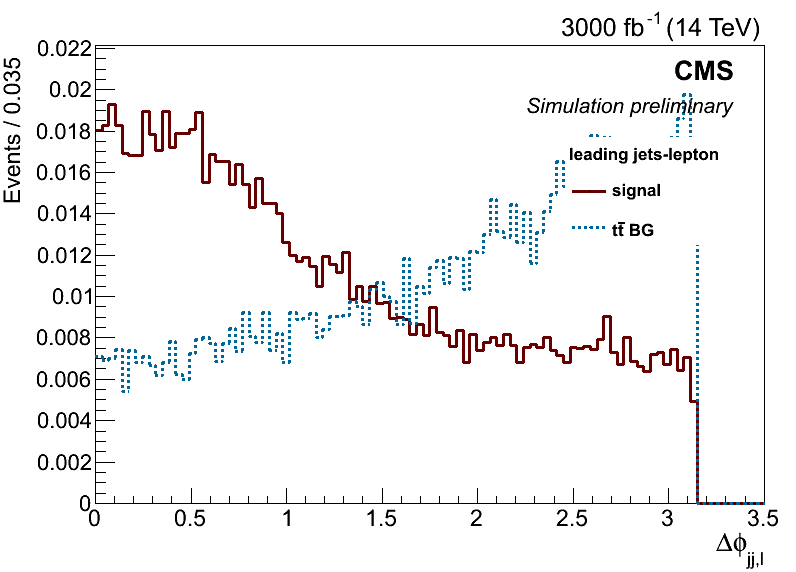 3000 fb⁻¹ (14 TeV)
CMS
Simulation preliminary
leading jets-lepton
signal
tt̄ BG
Events / 0.035
0.022
0.02
0.018
0.016
0.014
0.012
0.01
0.008
0.006
0.004
0.002
0
0 0.5 1 1.5 2 2.5 3 3.5
Δϕjj,l